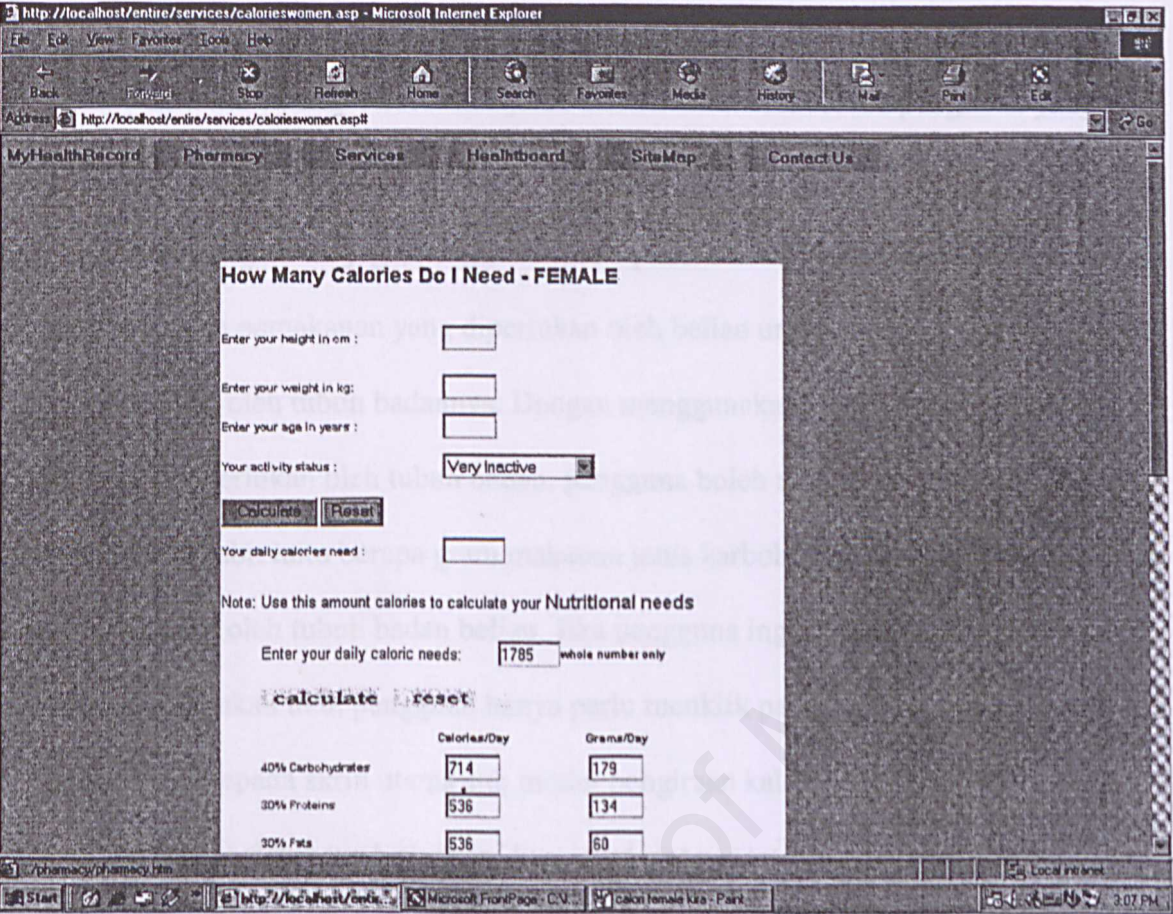 http://localhost/entire/services/calorieswomen.asp - Microsoft Internet Explorer
File Edit View Favorites Tools Help
Back Forward Stop Refresh Home Search Favorites Media History Mail Print Edit
Address http://localhost/entire/services/calorieswomen.asp# Go
MyHealthRecord Pharmacy Services Healhtboard SiteMap Contact Us
How Many Calories Do I Need - FEMALE
Enter your height in cm :
Enter your weight in kg:
Enter your age in years :
Your activity status : Very Inactive
Calculate Reset
Your daily calories need :
Note: Use this amount calories to calculate your Nutritional needs
Enter your daily caloric needs: 1785 whole number only
calculate reset
Calories/Day Grams/Day
40% Carbohydrates 714 179
30% Proteins 536 134
30% Fats 536 60
../pharmacy/pharmacy.htm Local intranet
Start http://localhost/entir... Microsoft FrontPage - C:\... calori female kira - Paint 3:07 PM
of